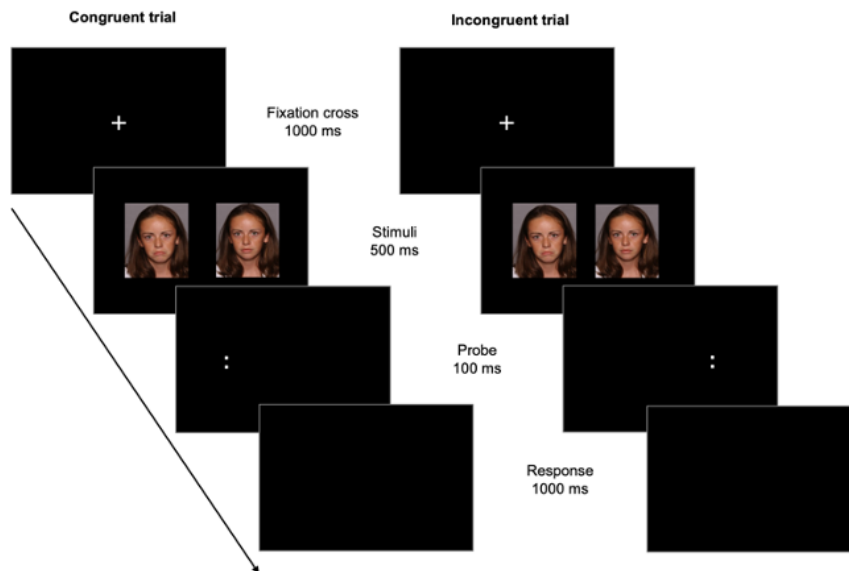 Congruent trial
Incongruent trial
Fixation cross
1000 ms
Stimuli
500 ms
Probe
100 ms
Response
1000 ms